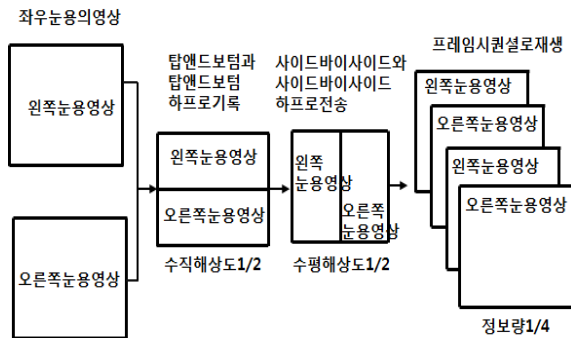 좌우눈용의영상
왼쪽눈용영상
오른쪽눈용영상
탑앤드보텀과
탑앤드보텀
하프로기록
왼쪽눈용영상
오른쪽눈용영상
수직해상도1/2
사이드바이사이드와
사이드바이사이드
하프로전송
왼쪽
눈용영상
오른쪽
눈용영상
수평해상도1/2
프레임시퀀셜로재생
왼쪽눈용영상
오른쪽눈용영상
왼쪽눈용영상
오른쪽눈용영상
정보량1/4